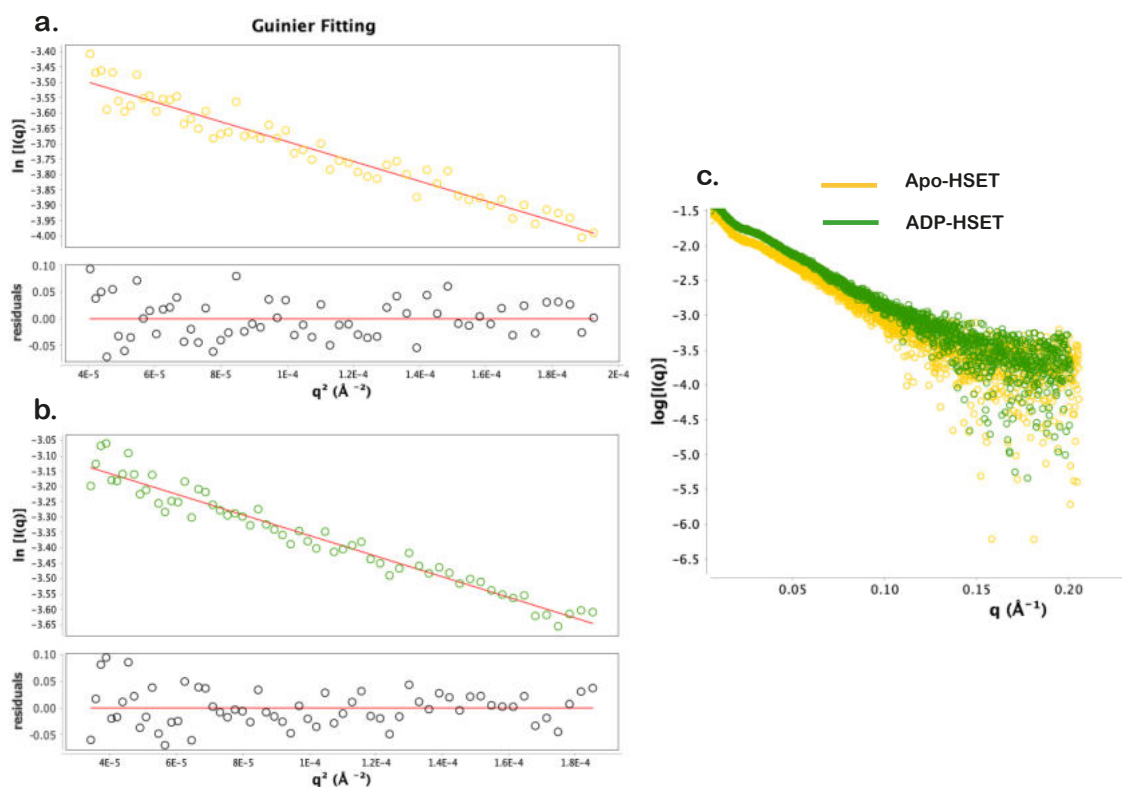 a.
Guinier Fitting
-3.40
-3.45
-3.50
-3.55
-3.60
-3.65
-3.70
-3.75
-3.80
-3.85
-3.90
-3.95
-4.00
ln [I(q)]
0.10
0.05
0.00
-0.05
residuals
4E-5 6E-5 8E-5 1E-4 1.2E-4 1.4E-4 1.6E-4 1.8E-4 2E-4
q² (Å⁻²)
b.
-3.05
-3.10
-3.15
-3.20
-3.25
-3.30
-3.35
-3.40
-3.45
-3.50
-3.55
-3.60
-3.65
ln [I(q)]
0.10
0.05
0.00
-0.05
residuals
4E-5 6E-5 8E-5 1E-4 1.2E-4 1.4E-4 1.6E-4 1.8E-4
q² (Å⁻²)
c.
Apo-HSET
ADP-HSET
-1.5
-2.0
-2.5
-3.0
-3.5
-4.0
-4.5
-5.0
-5.5
-6.0
-6.5
log[I(q)]
0.05 0.10 0.15 0.20
q (Å⁻¹)